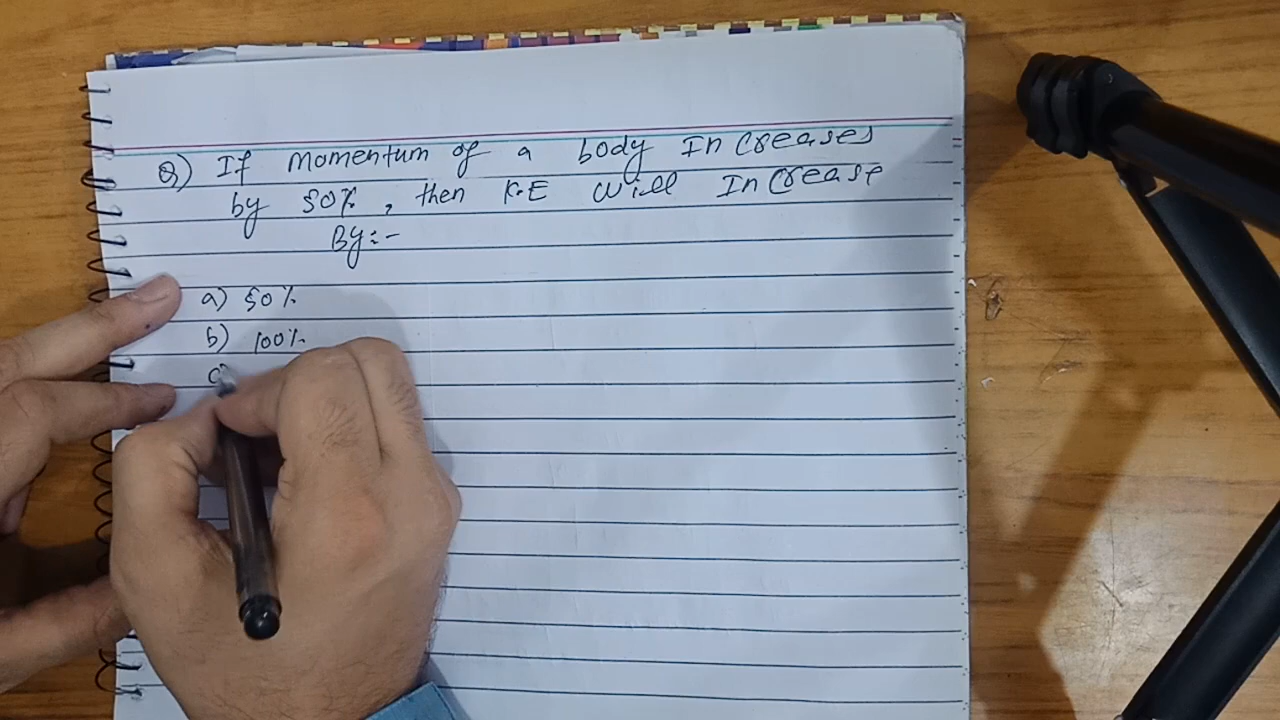 Q) If momentum of a body Increases
by 50%, then K.E will Increase
By:-
a) 50%
b) 100%
c)